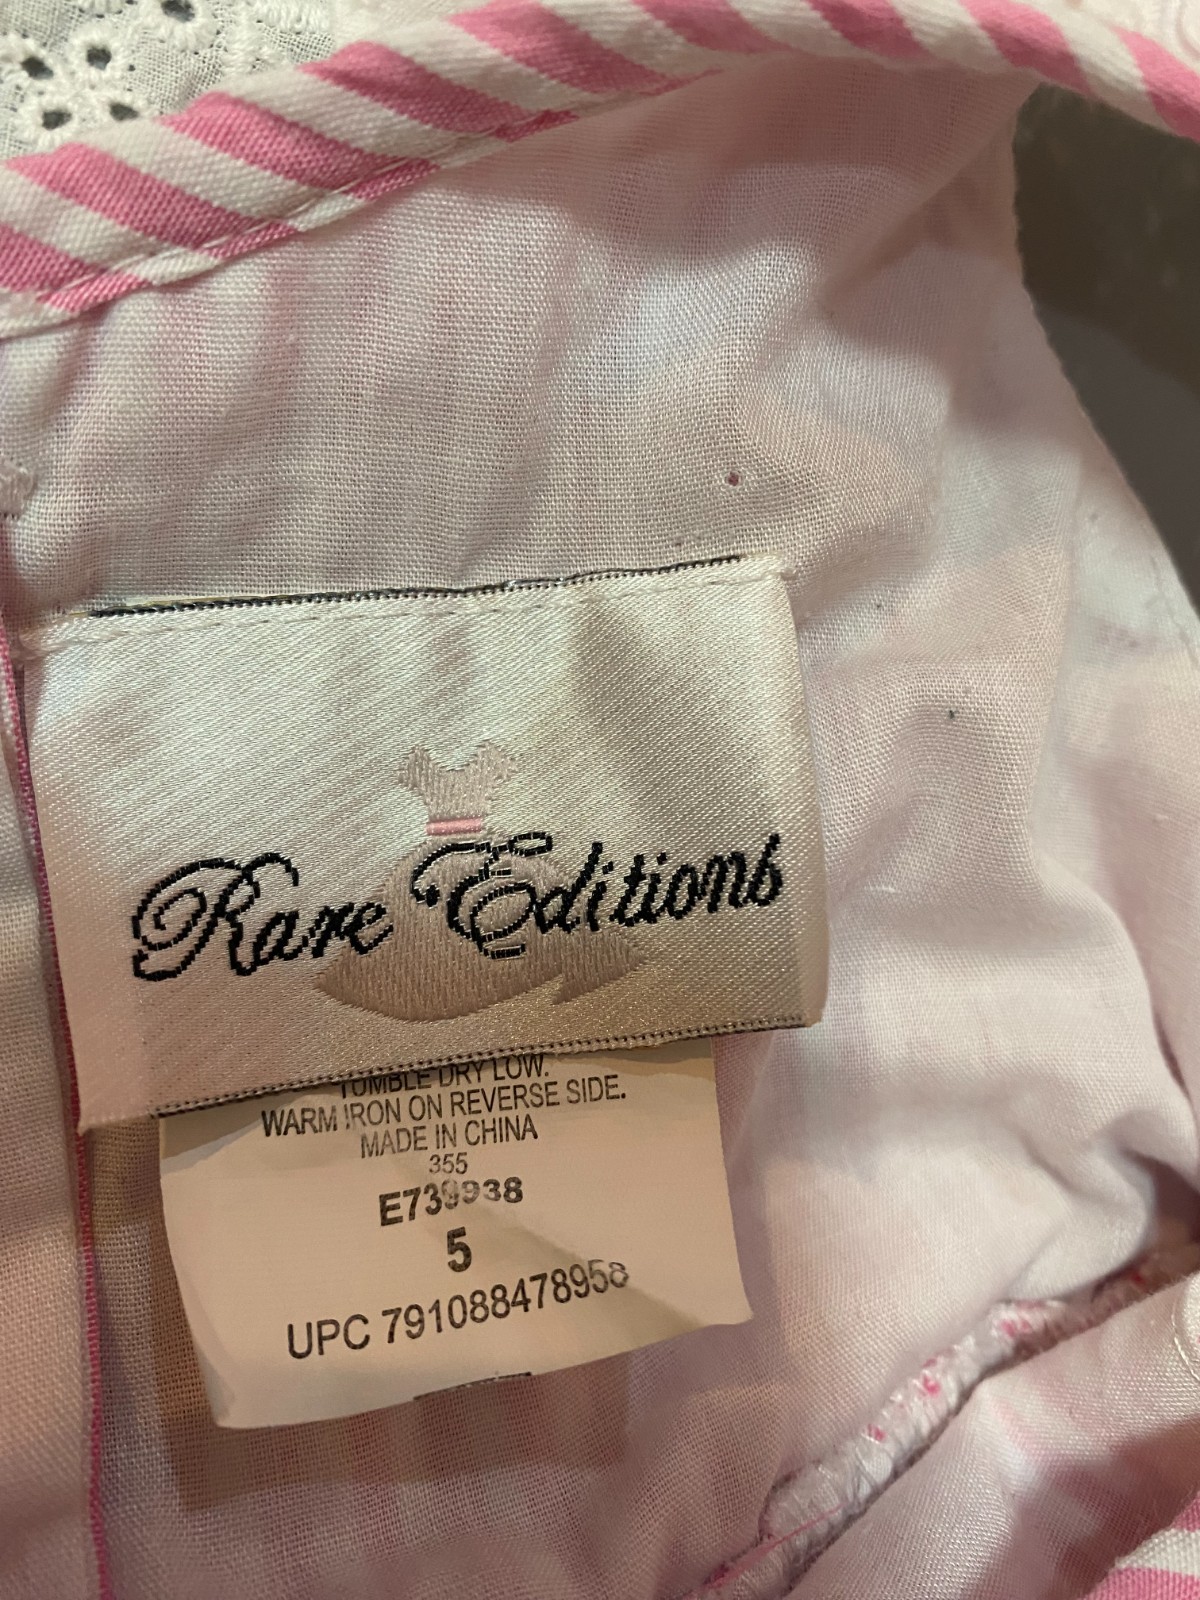 Rare Editions
TUMBLE DRY LOW.
WARM IRON ON REVERSE SIDE.
MADE IN CHINA
355
E739938
5
UPC 791088478958